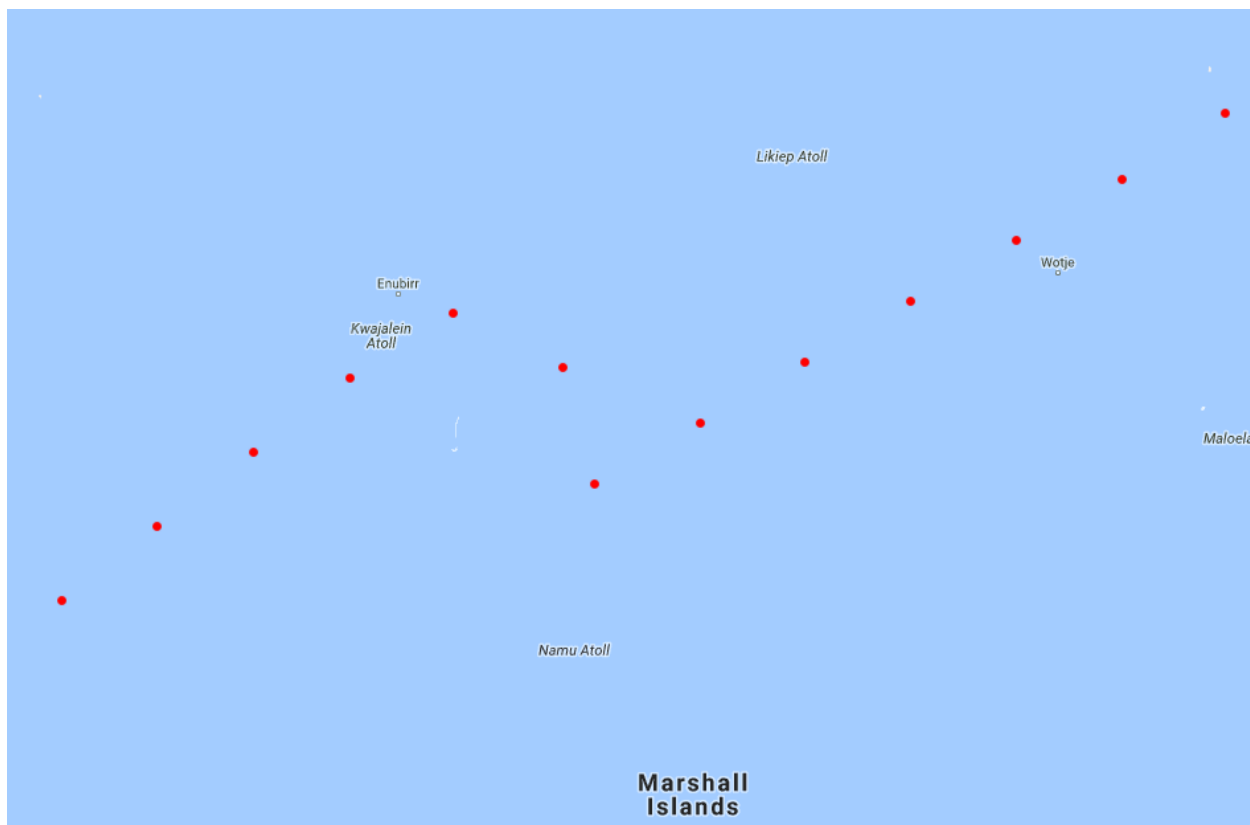 Likiep Atoll
Wotje
Enubirr
Kwajalein
Atoll
Maloela
Namu Atoll
Marshall
Islands